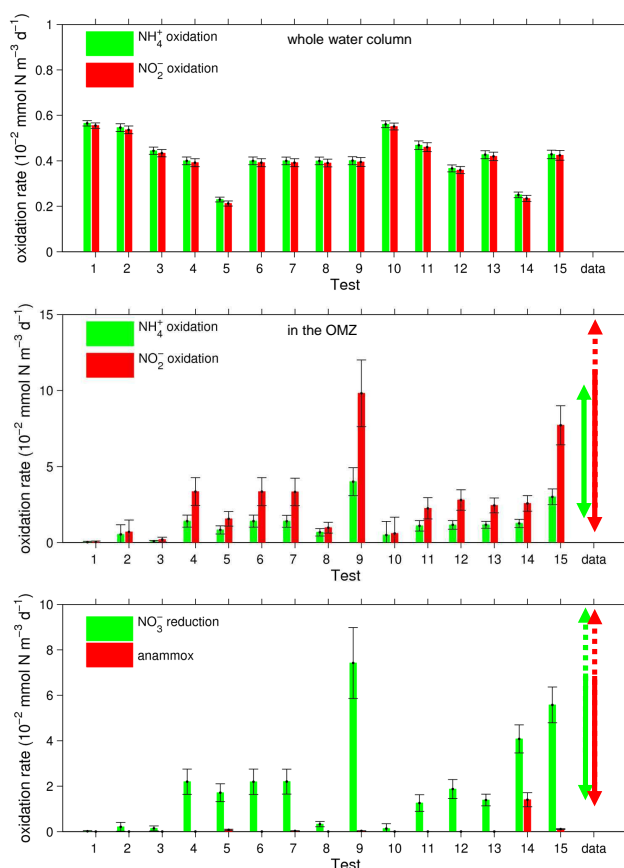 1
0.8
0.6
0.4
0.2
0
oxidation rate (10⁻² mmol N m⁻³ d⁻¹)
NH₄⁺ oxidation
NO₂⁻ oxidation
whole water column
1 2 3 4 5 6 7 8 9 10 11 12 13 14 15 data
Test
15
10
5
0
oxidation rate (10⁻² mmol N m⁻³ d⁻¹)
NH₄⁺ oxidation
NO₂⁻ oxidation
in the OMZ
1 2 3 4 5 6 7 8 9 10 11 12 13 14 15 data
Test
10
8
6
4
2
0
oxidation rate (10⁻² mmol N m⁻³ d⁻¹)
NO₃⁻ reduction
anammox
1 2 3 4 5 6 7 8 9 10 11 12 13 14 15 data
Test